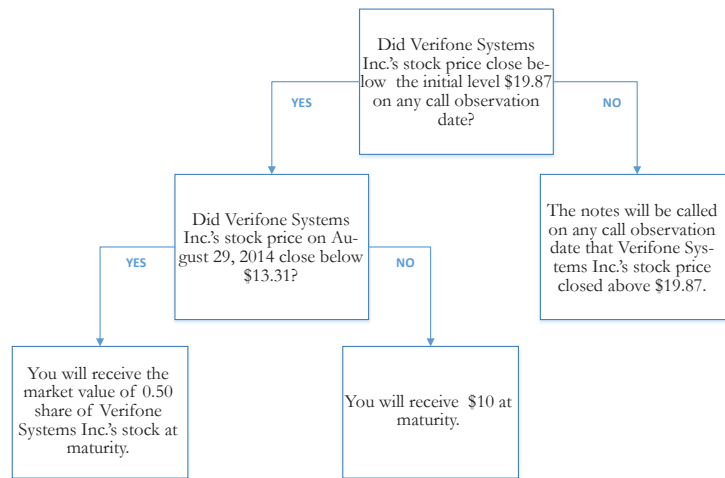 Did Verifone Systems
Inc.'s stock price close be-
low the initial level $19.87
on any call observation
date?
YES
NO
Did Verifone Systems
Inc.'s stock price on Au-
gust 29, 2014 close below
$13.31?
The notes will be called
on any call observation
date that Verifone Sys-
tems Inc.'s stock price
closed above $19.87.
YES
NO
You will receive the
market value of 0.50
share of Verifone
Systems Inc.'s stock at
maturity.
You will receive $10 at
maturity.